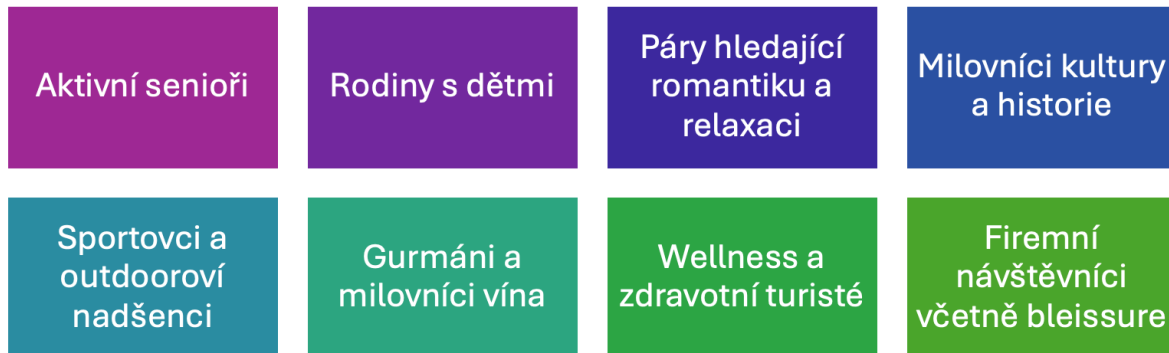 Aktivní senioři
Rodiny s dětmi
Páry hledající
romantiku a
relaxaci
Milovníci kultury
a historie
Sportovci a
outdooroví
nadšenci
Gurmáni a
milovníci vína
Wellness a
zdravotní turisté
Firemní
návštěvníci
včetně bleissure